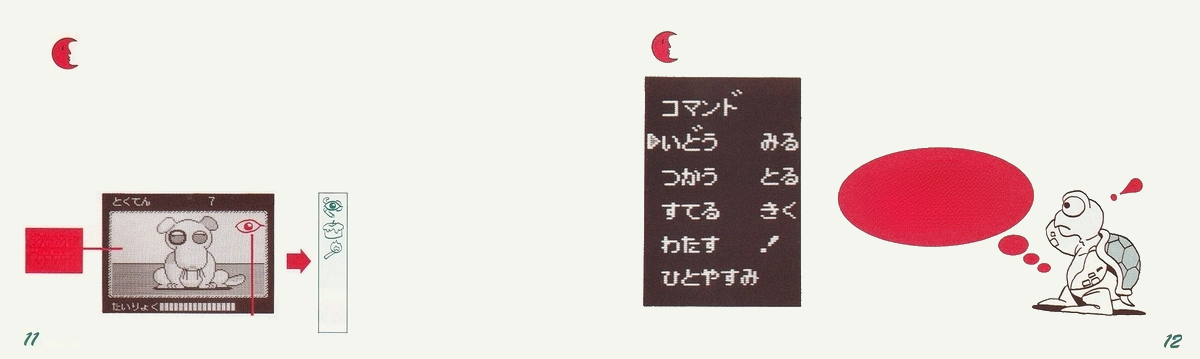 とくてん 7
たいりょく
11
コマンド
▶いどう みる
つかう とる
すてる きく
わたす !
ひとやすみ
!
12